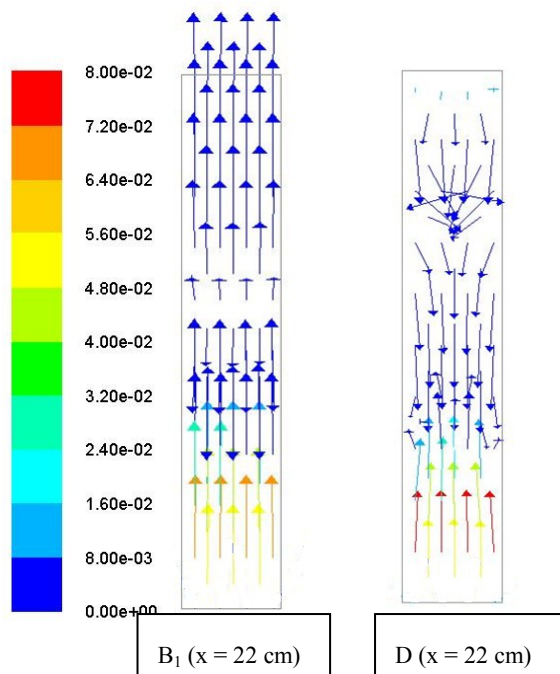 8.00e-02
7.20e-02
6.40e-02
5.60e-02
4.80e-02
4.00e-02
3.20e-02
2.40e-02
1.60e-02
8.00e-03
0.00e+00
B₁ (x = 22 cm)
D (x = 22 cm)